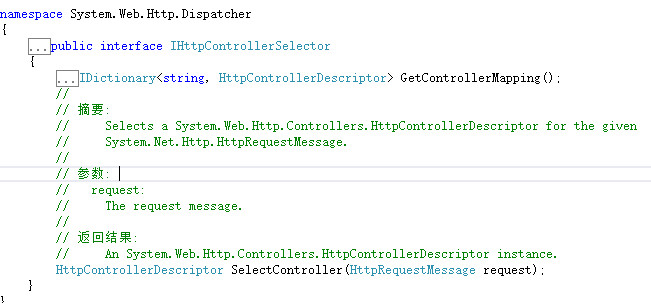 namespace System.Web.Http.Dispatcher
{
...public interface IHttpControllerSelector
{
...IDictionary<string, HttpControllerDescriptor> GetControllerMapping();
//
// 摘要:
//     Selects a System.Web.Http.Controllers.HttpControllerDescriptor for the given
//     System.Net.Http.HttpRequestMessage.
//
// 参数:
//   request:
//     The request message.
//
// 返回结果:
//     An System.Web.Http.Controllers.HttpControllerDescriptor instance.
HttpControllerDescriptor SelectController(HttpRequestMessage request);
}
}